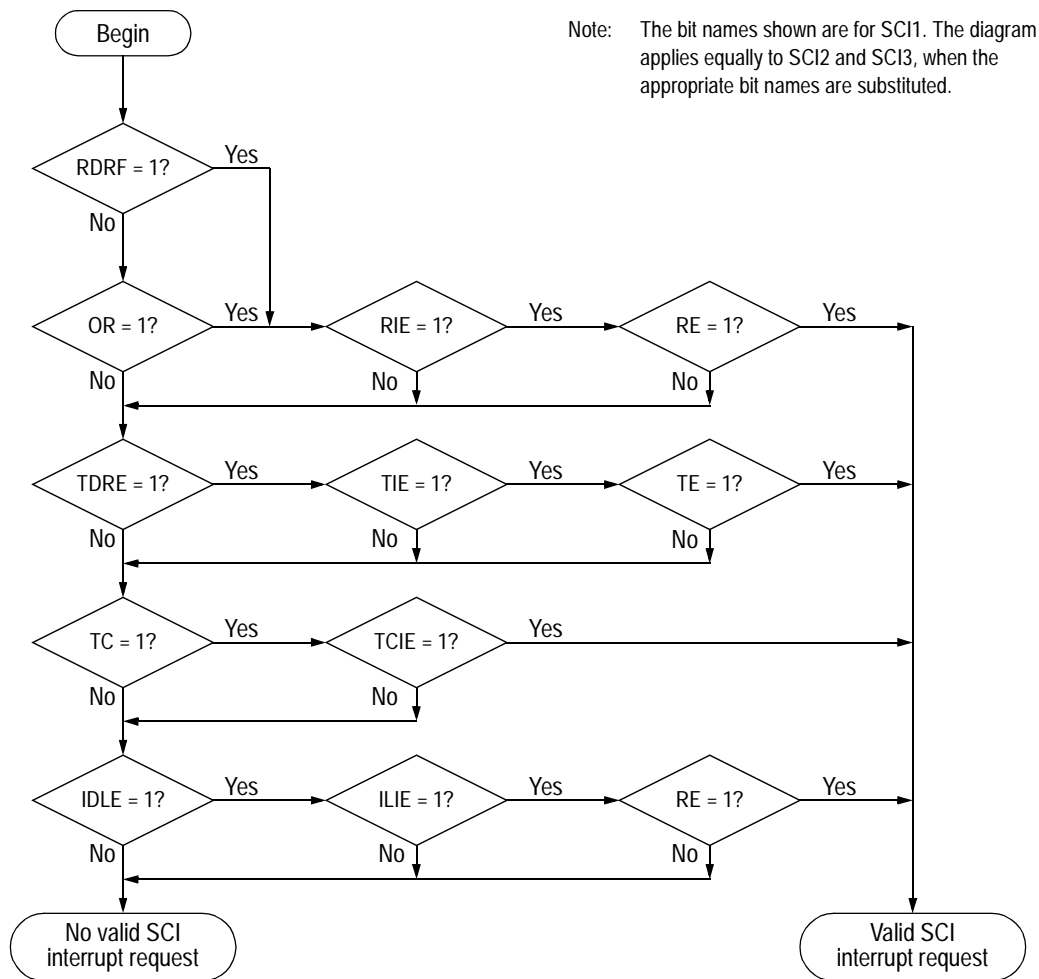 Begin
Note: The bit names shown are for SCI1. The diagram
applies equally to SCI2 and SCI3, when the
appropriate bit names are substituted.
RDRF = 1?
Yes
No
OR = 1?
Yes
RIE = 1?
Yes
RE = 1?
Yes
No
No
No
TDRE = 1?
Yes
TIE = 1?
Yes
TE = 1?
Yes
No
No
No
TC = 1?
Yes
TCIE = 1?
Yes
No
No
IDLE = 1?
Yes
ILIE = 1?
Yes
RE = 1?
Yes
No
No
No
No valid SCI
interrupt request
Valid SCI
interrupt request